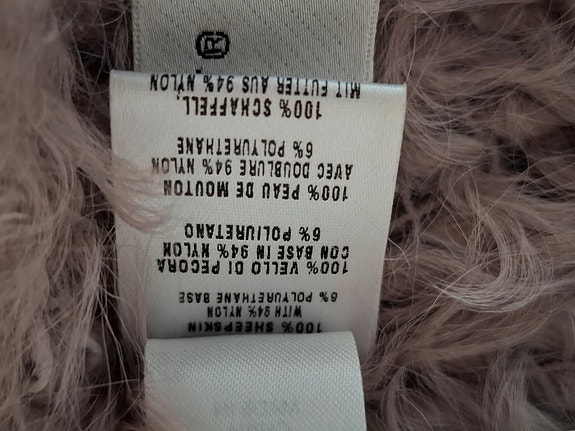 100% SHEEPSKIN
WITH 94% NYLON
6% POLYURETHANE BASE
100% VELLO DI PECORA
CON BASE IN 94% NYLON
6% POLIURETANO
100% PEAU DE MOUTON
AVEC DOUBLURE 94% NYLON
6% POLYURETHANE
100% SCHAFFELL,
MIT FUTTER AUS 94% NYLON
®